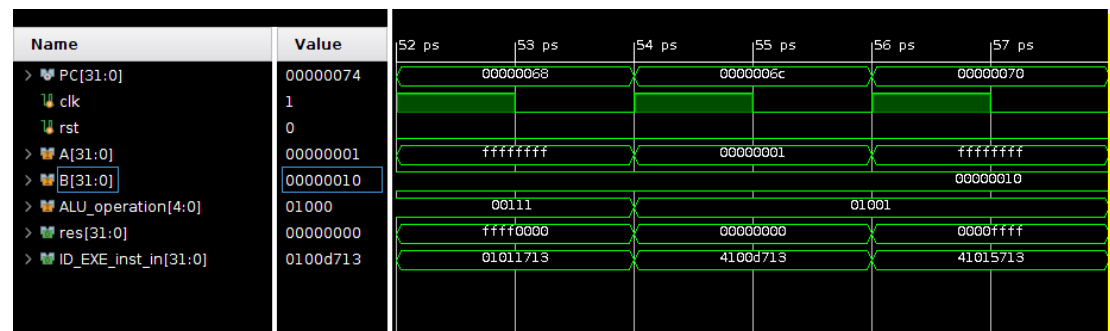 Name Value 52 ps 53 ps 54 ps 55 ps 56 ps 57 ps
> PC[31:0] 00000074 00000068 0000006c 00000070
clk 1
rst 0
> A[31:0] 00000001 ffffffff 00000001 ffffffff
> B[31:0] 00000010 00000010
> ALU_operation[4:0] 01000 00111 01001
> res[31:0] 00000000 ffff0000 00000000 0000ffff
> ID_EXE_inst_in[31:0] 0100d713 01011713 4100d713 41015713